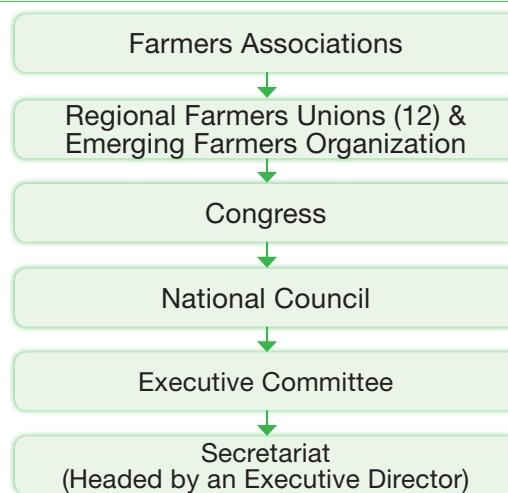 Farmers Associations
Regional Farmers Unions (12) &
Emerging Farmers Organization
Congress
National Council
Executive Committee
Secretariat
(Headed by an Executive Director)